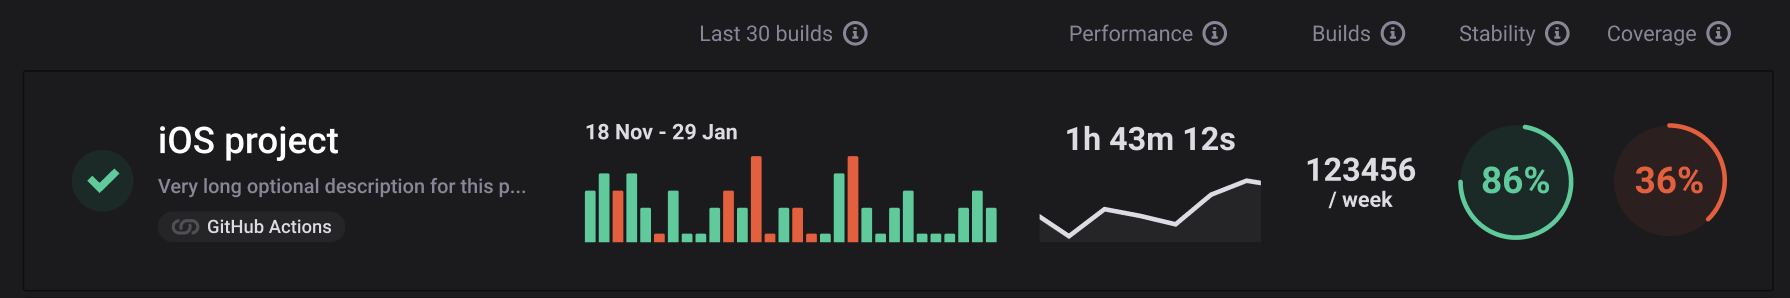 Last 30 builds
Performance
Builds
Stability
Coverage
iOS project
Very long optional description for this p...
GitHub Actions
18 Nov - 29 Jan
1h 43m 12s
123456
/ week
86%
36%